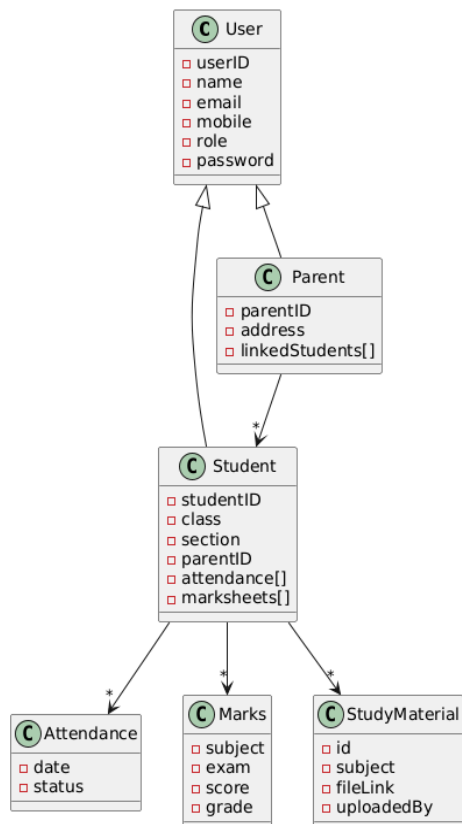 C User
userID
name
email
mobile
role
password
C Parent
parentID
address
linkedStudents[]
*
C Student
studentID
class
section
parentID
attendance[]
marksheets[]
* * *
C Attendance
date
status
C Marks
subject
exam
score
grade
C StudyMaterial
id
subject
fileLink
uploadedBy